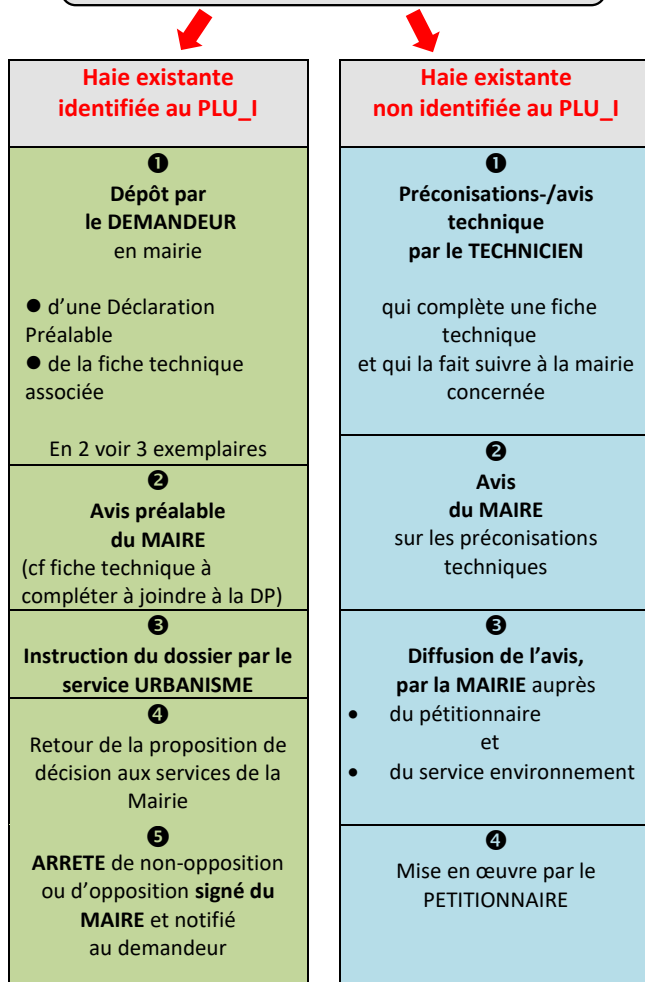 Haie existante
identifiée au PLU_I
❶
Dépôt par
le DEMANDEUR
en mairie
● d’une Déclaration
Préalable
● de la fiche technique
associée
En 2 voir 3 exemplaires
❷
Avis préalable
du MAIRE
(cf fiche technique à
compléter à joindre à la DP)
❸
Instruction du dossier par le
service URBANISME
❹
Retour de la proposition de
décision aux services de la
Mairie
❺
ARRETE de non-opposition
ou d’opposition signé du
MAIRE et notifié
au demandeur
Haie existante
non identifiée au PLU_I
❶
Préconisations-/avis
technique
par le TECHNICIEN
qui complète une fiche
technique
et qui la fait suivre à la mairie
concernée
❷
Avis
du MAIRE
sur les préconisations
techniques
❸
Diffusion de l’avis,
par la MAIRIE auprès
• du pétitionnaire
et
• du service environnement
❹
Mise en œuvre par le
PETITIONNAIRE